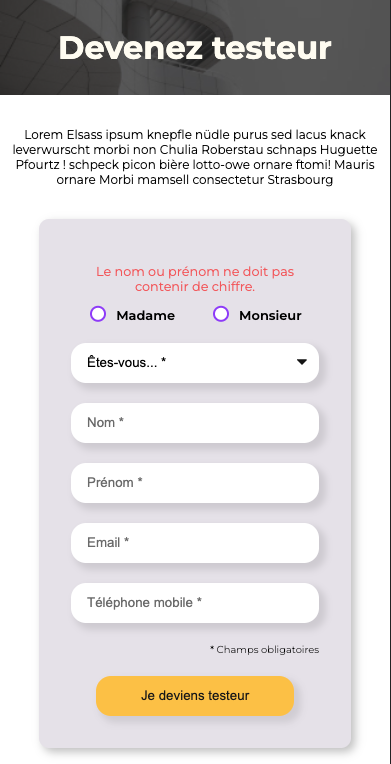 Devenez testeur
Lorem Elsass ipsum knepfle nüdle purus sed lacus knack
leverwurscht morbi non Chulia Roberstau schnaps Huguette
Pfourtz ! schpeck picon bière lotto-owe ornare ftomi! Mauris
ornare Morbi mamsell consectetur Strasbourg
Le nom ou prénom ne doit pas
contenir de chiffre.
Madame Monsieur
Êtes-vous... *
Nom *
Prénom *
Email *
Téléphone mobile *
* Champs obligatoires
Je deviens testeur